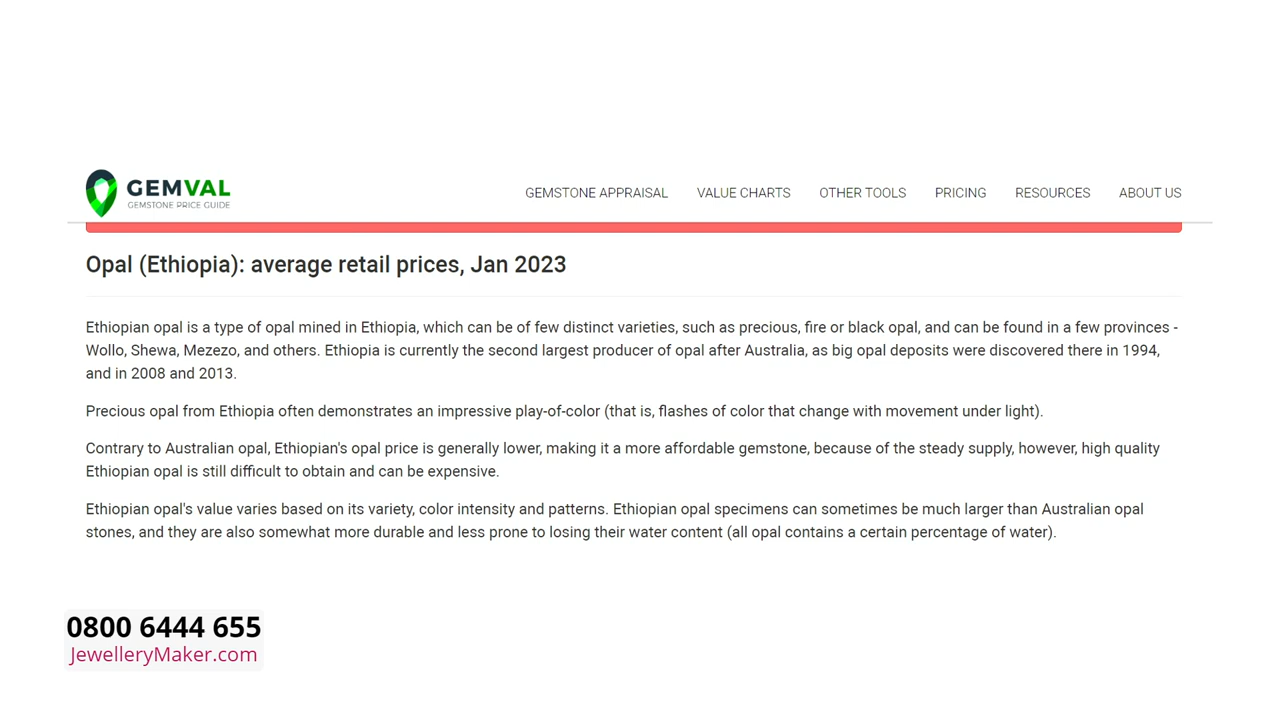 GEMVAL
GEMSTONE PRICE GUIDE
GEMSTONE APPRAISAL VALUE CHARTS OTHER TOOLS PRICING RESOURCES ABOUT US
Opal (Ethiopia): average retail prices, Jan 2023
Ethiopian opal is a type of opal mined in Ethiopia, which can be of few distinct varieties, such as precious, fire or black opal, and can be found in a few provinces -
Wollo, Shewa, Mezezo, and others. Ethiopia is currently the second largest producer of opal after Australia, as big opal deposits were discovered there in 1994,
and in 2008 and 2013.
Precious opal from Ethiopia often demonstrates an impressive play-of-color (that is, flashes of color that change with movement under light).
Contrary to Australian opal, Ethiopian's opal price is generally lower, making it a more affordable gemstone, because of the steady supply, however, high quality
Ethiopian opal is still difficult to obtain and can be expensive.
Ethiopian opal's value varies based on its variety, color intensity and patterns. Ethiopian opal specimens can sometimes be much larger than Australian opal
stones, and they are also somewhat more durable and less prone to losing their water content (all opal contains a certain percentage of water).
0800 6444 655
JewelleryMaker.com